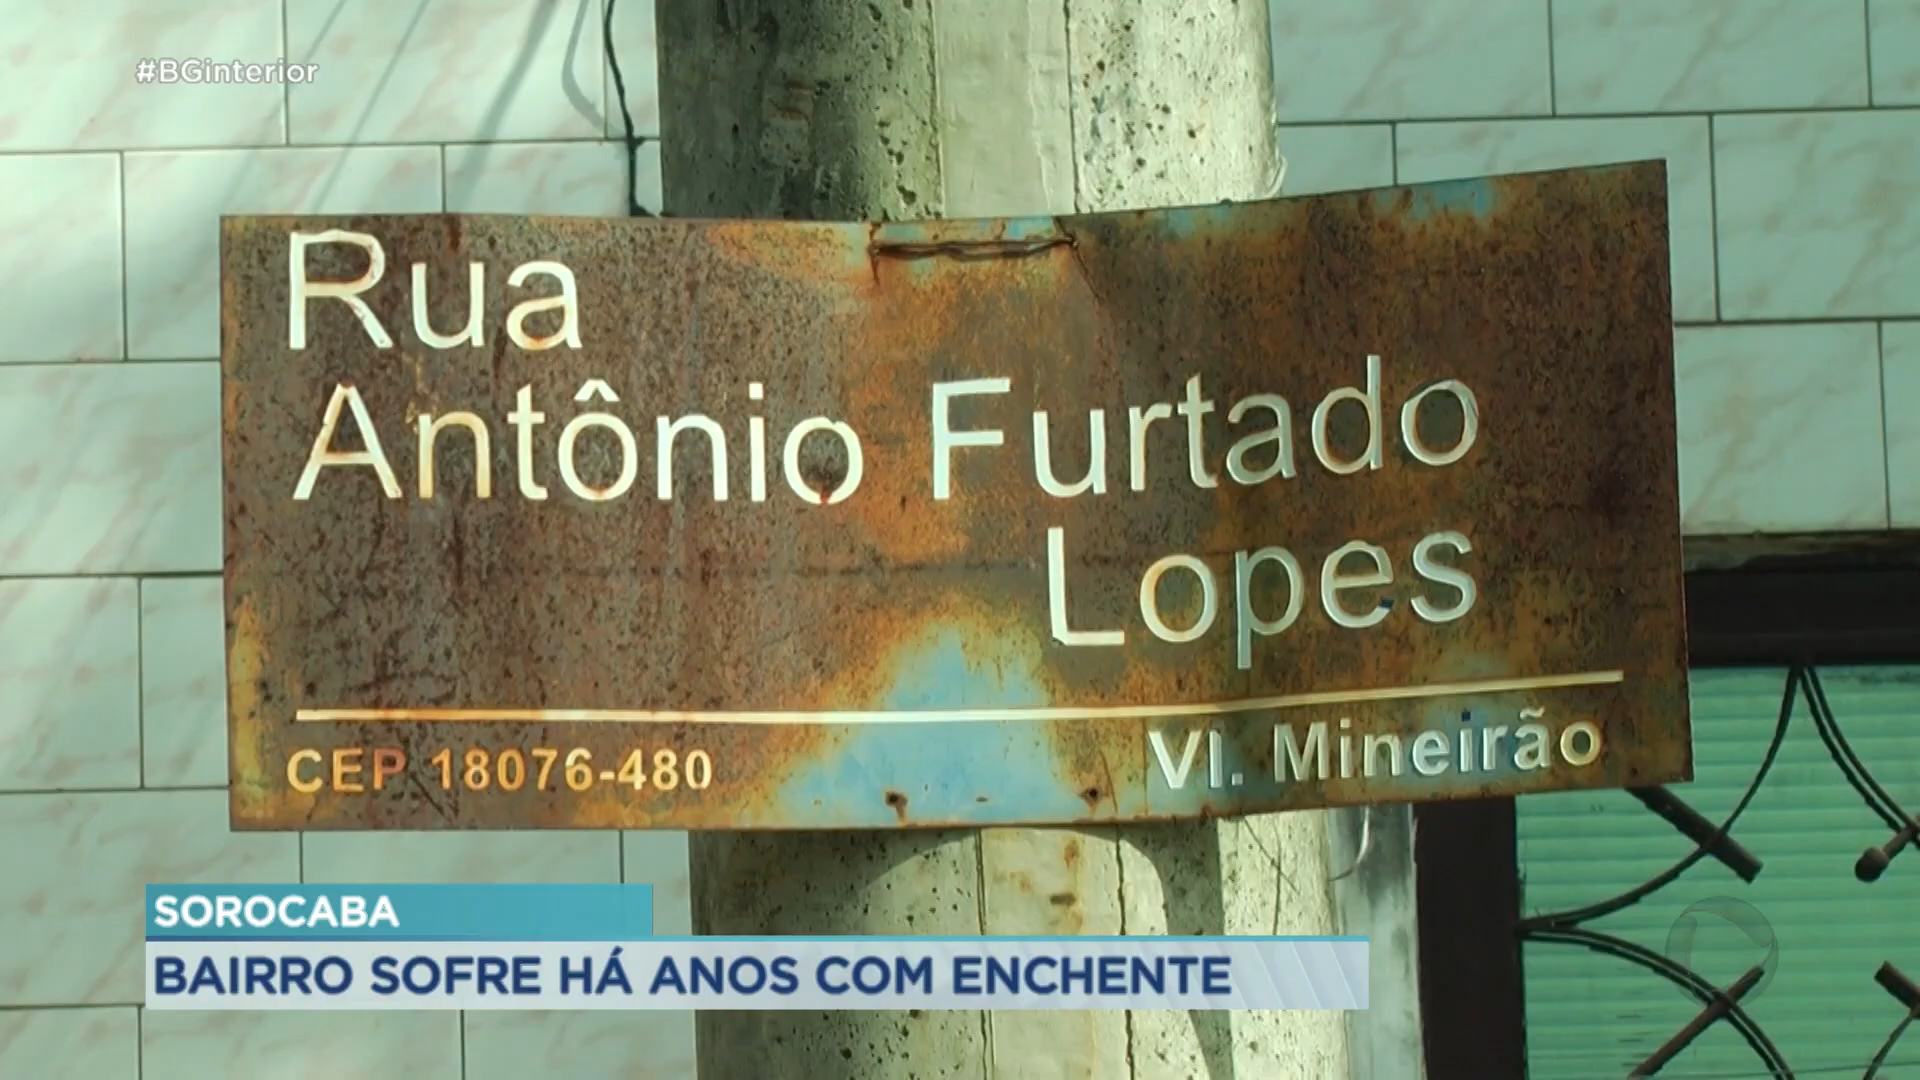 #BGinterior
Rua
Antônio Furtado
Lopes
CEP 18076-480
Vl. Mineirão
SOROCABA
BAIRRO SOFRE HÁ ANOS COM ENCHENTE